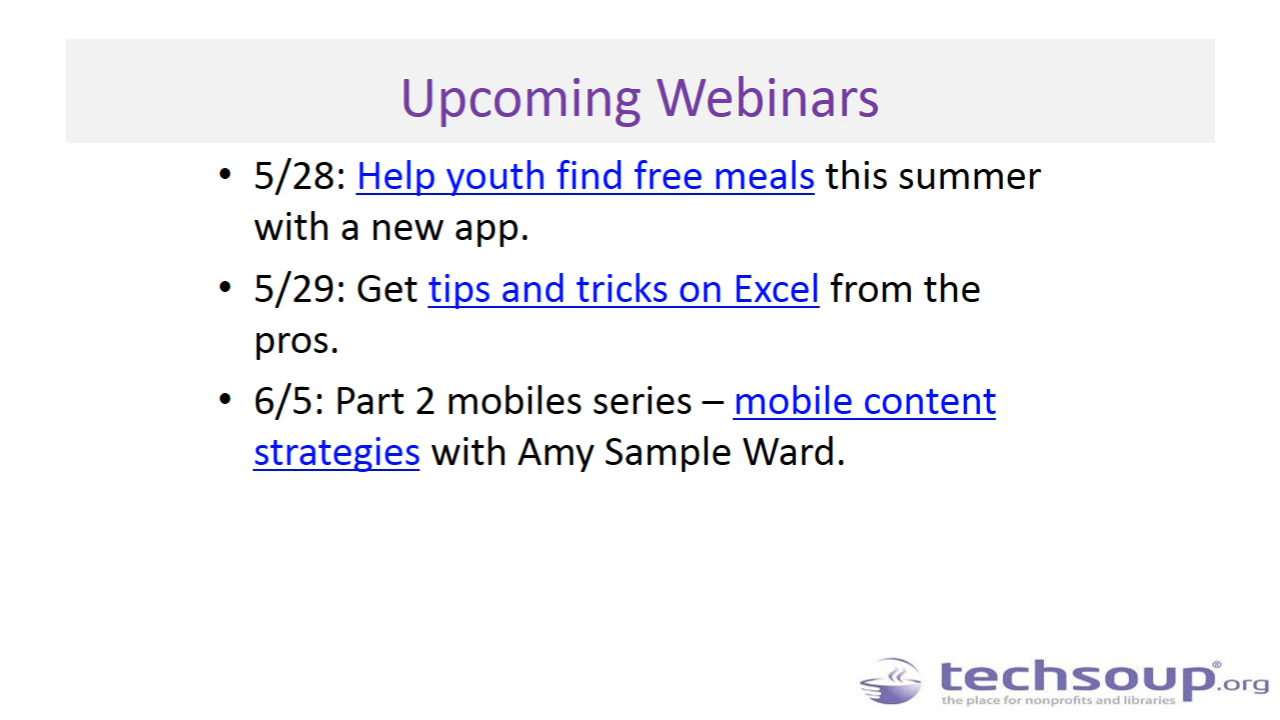 Upcoming Webinars
• 5/28: Help youth find free meals this summer
with a new app.
• 5/29: Get tips and tricks on Excel from the
pros.
• 6/5: Part 2 mobiles series – mobile content
strategies with Amy Sample Ward.
techsoup®.org
the place for nonprofits and libraries